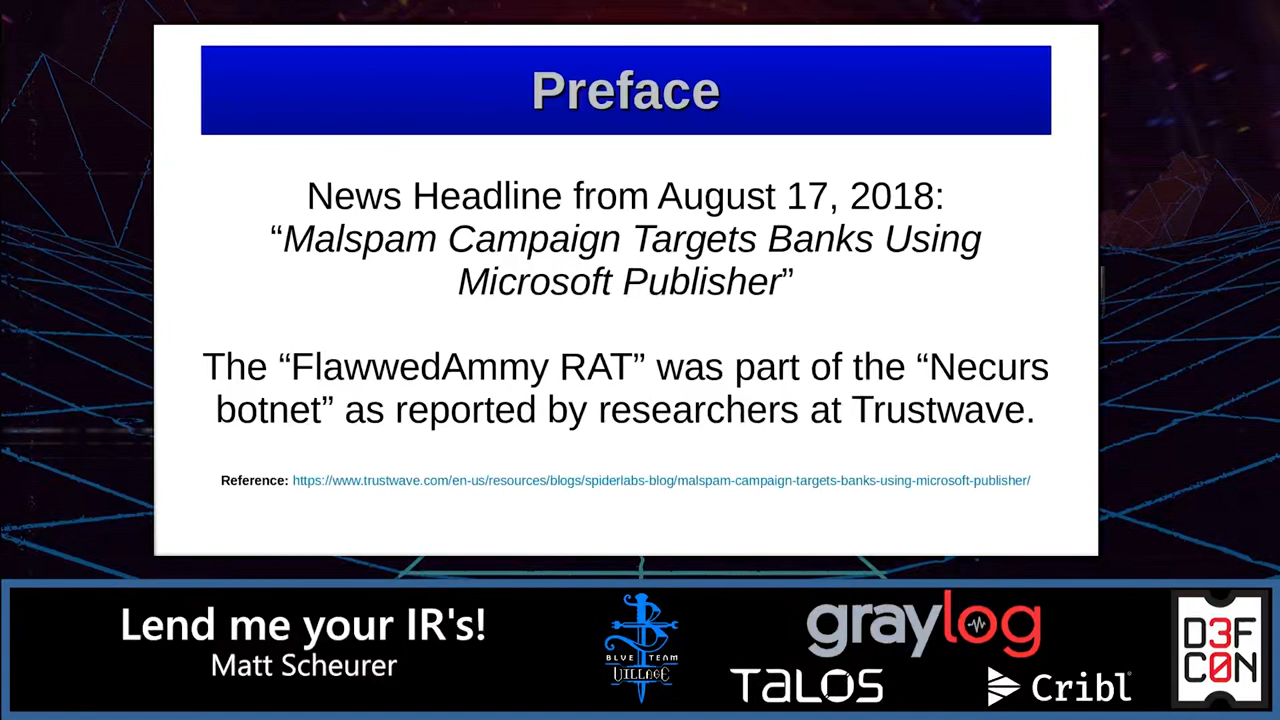 Preface
News Headline from August 17, 2018:
“Malspam Campaign Targets Banks Using
Microsoft Publisher”
The “FlawwedAmmy RAT” was part of the “Necurs
botnet” as reported by researchers at Trustwave.
Reference: https://www.trustwave.com/en-us/resources/blogs/spiderlabs-blog/malspam-campaign-targets-banks-using-microsoft-publisher/
Lend me your IR's!
Matt Scheurer
BLUE TEAM
VILLAGE
graylog
TALOS
Cribl
D3F
C0N